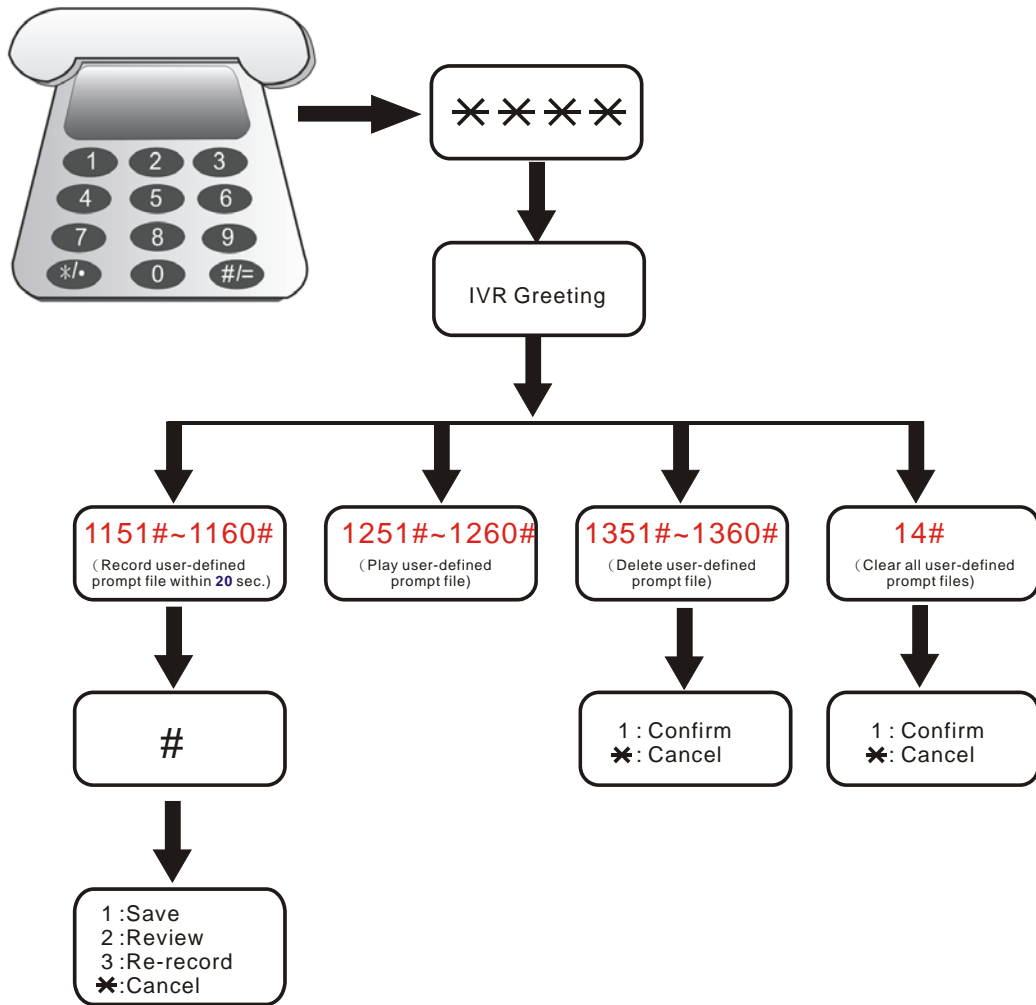 1 2 3
4 5 6
7 8 9
*/• 0 #/=
* * * *
IVR Greeting
1151#~1160#
(Record user-defined
prompt file within 20 sec.)
1251#~1260#
(Play user-defined
prompt file)
1351#~1360#
(Delete user-defined
prompt file)
14#
(Clear all user-defined
prompt files)
#
1 :Save
2 :Review
3 :Re-record
*:Cancel
1 : Confirm
*: Cancel
1 : Confirm
*: Cancel